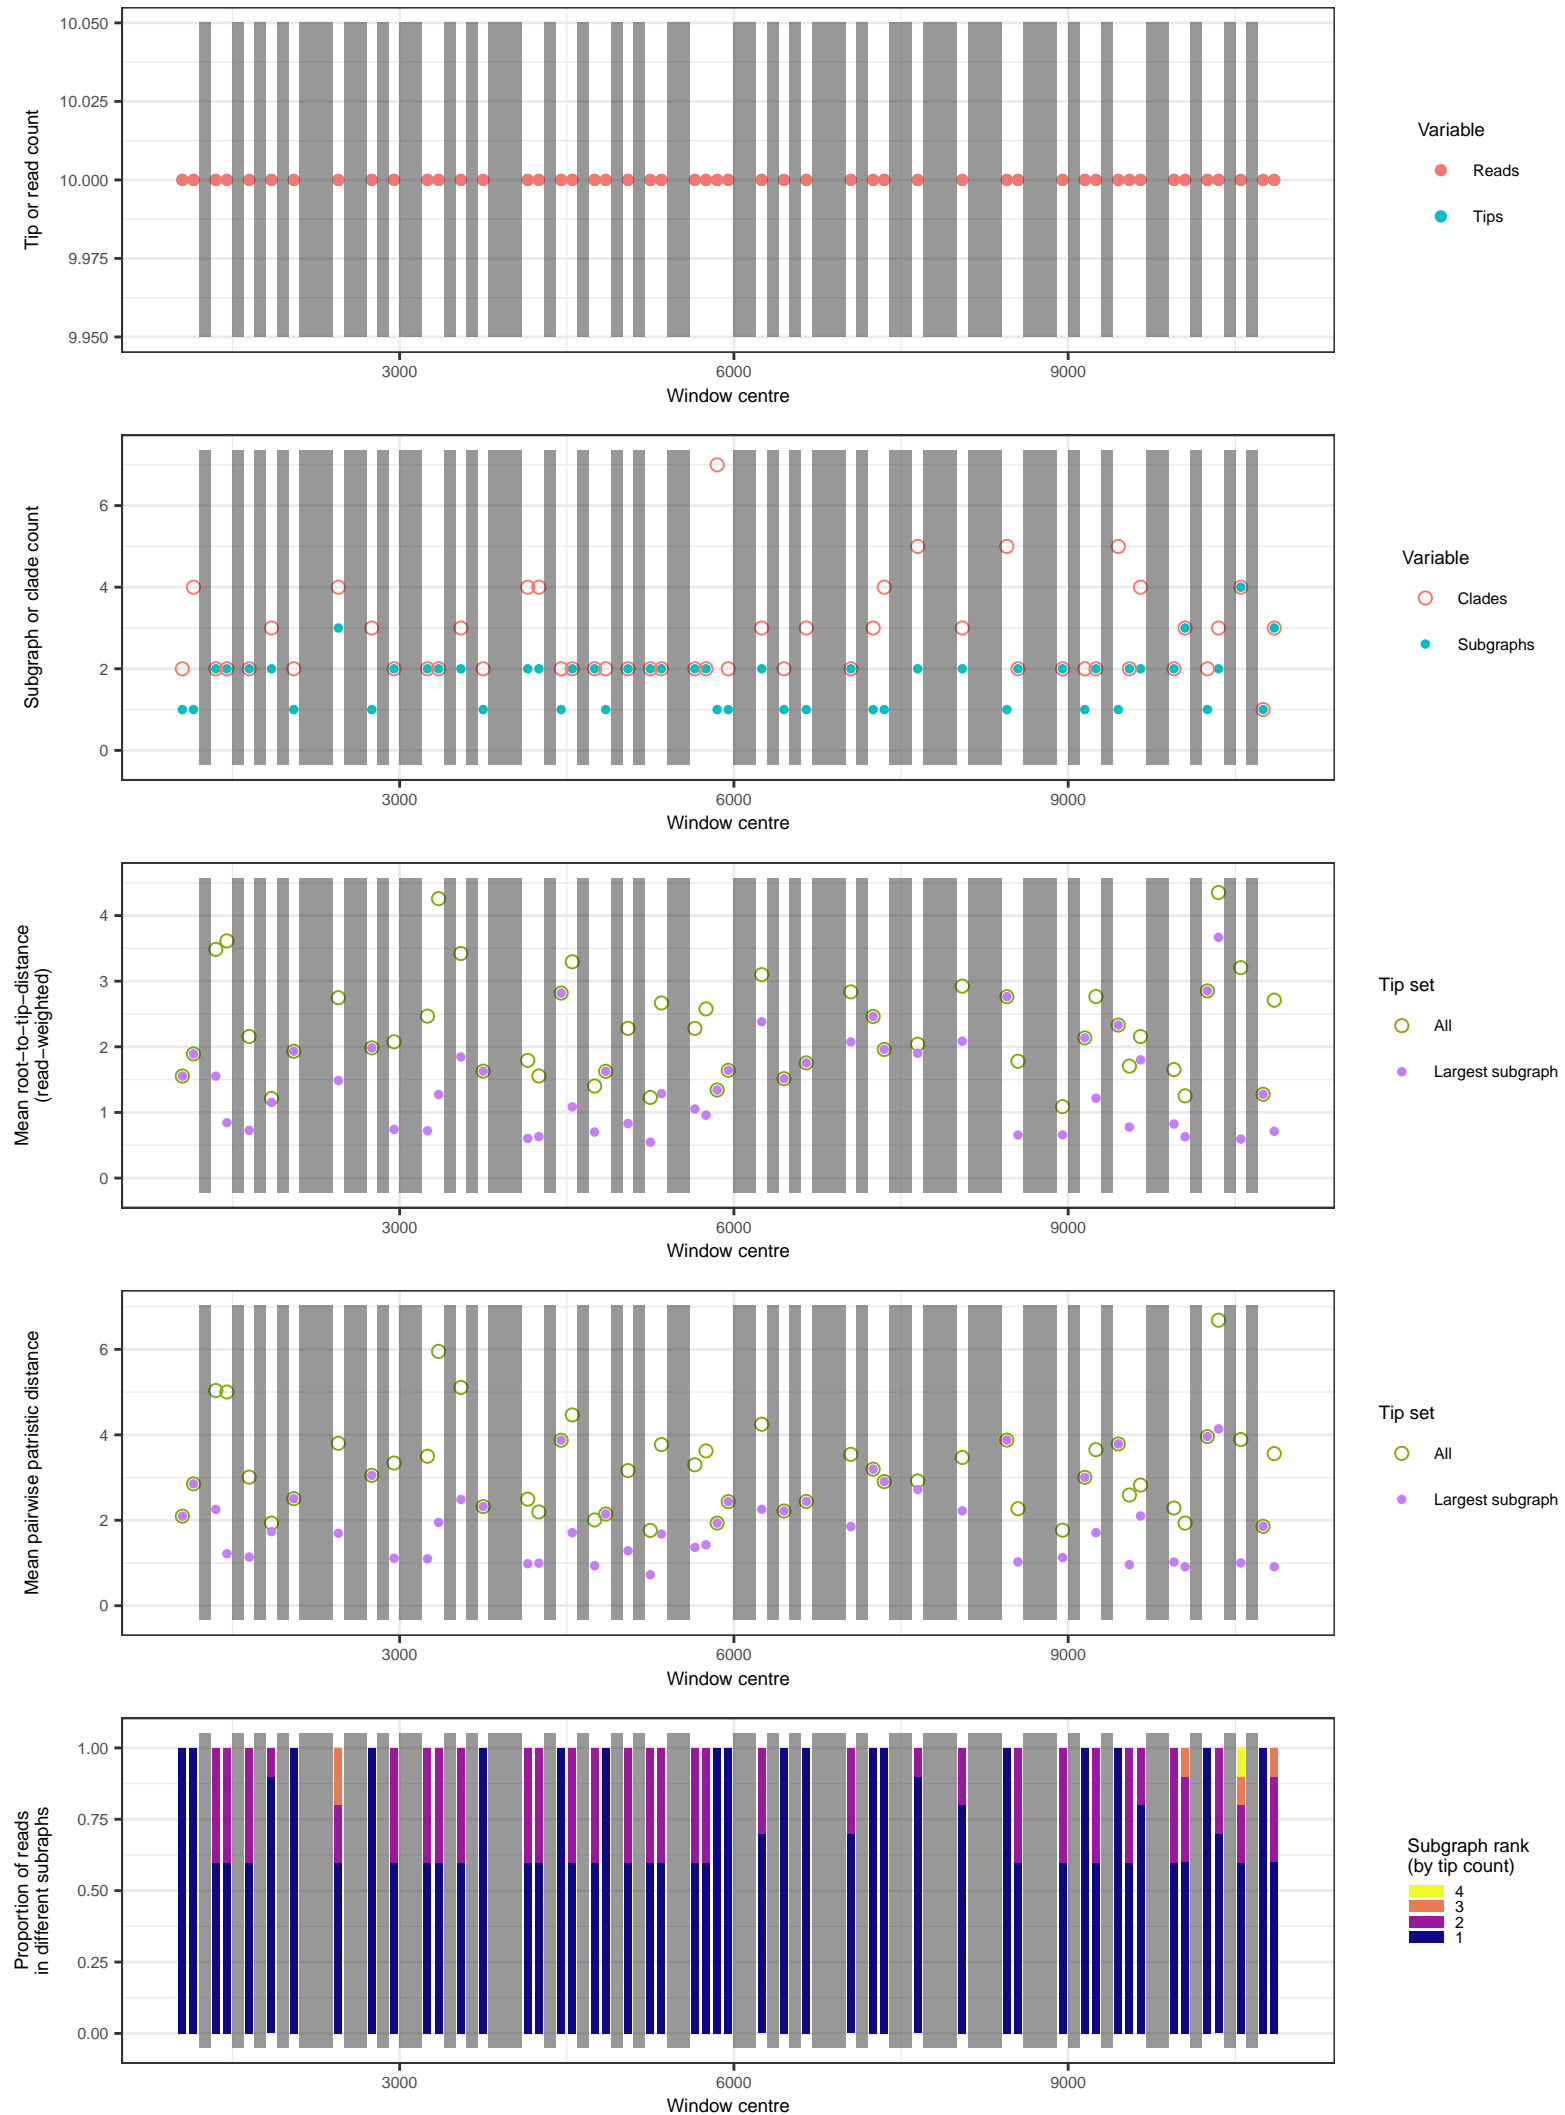 10.050
10.025
10.000
9.975
9.950
Tip or read count
3000
6000
9000
Window centre
Variable
Reads
Tips
6
4
2
0
Subgraph or clade count
3000
6000
9000
Window centre
Variable
Clades
Subgraphs
4
3
2
1
0
Mean root−to−tip−distance
(read−weighted)
3000
6000
9000
Window centre
Tip set
All
Largest subgraph
6
4
2
0
Mean pairwise patristic distance
3000
6000
9000
Window centre
Tip set
All
Largest subgraph
1.00
0.75
0.50
0.25
0.00
Proportion of reads
in different subraphs
3000
6000
9000
Window centre
Subgraph rank
(by tip count)
4
3
2
1